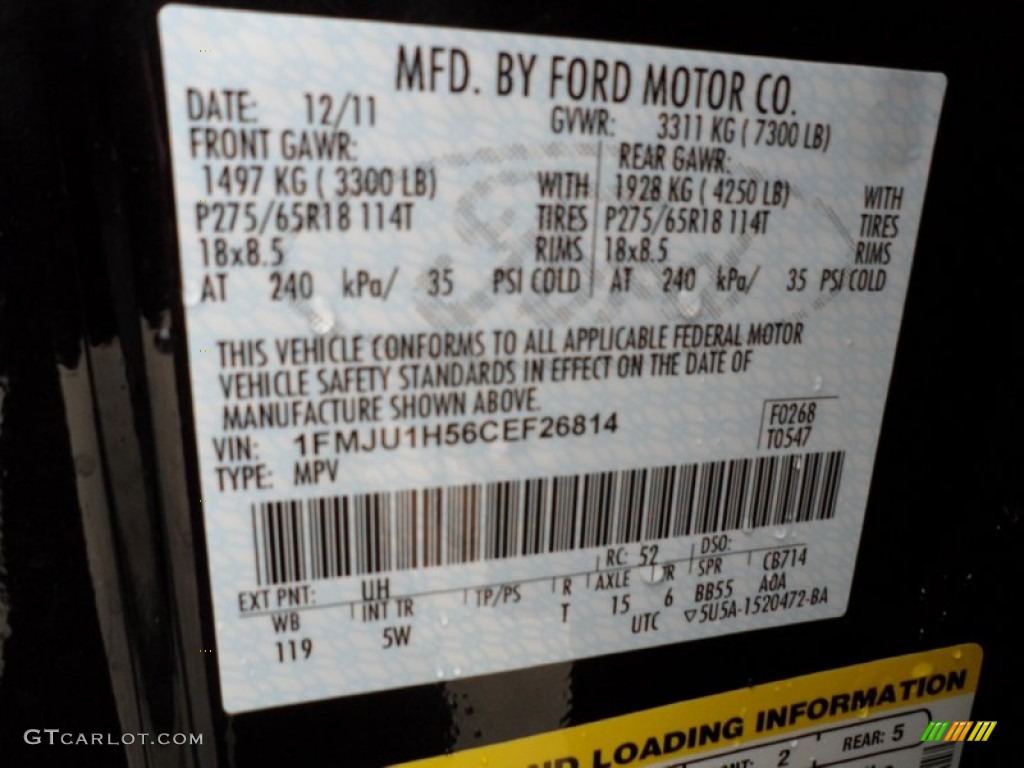 MFD. BY FORD MOTOR CO.
DATE: 12/11 GVWR: 3311 KG ( 7300 LB)
FRONT GAWR: REAR GAWR:
1497 KG ( 3300 LB) WITH 1928 KG ( 4250 LB) WITH
P275/65R18 114T TIRES P275/65R18 114T TIRES
18x8.5 RIMS 18x8.5 RIMS
AT 240 kPa/ 35 PSI COLD AT 240 kPa/ 35 PSI COLD
THIS VEHICLE CONFORMS TO ALL APPLICABLE FEDERAL MOTOR
VEHICLE SAFETY STANDARDS IN EFFECT ON THE DATE OF
MANUFACTURE SHOWN ABOVE.
VIN: 1FMJU1H56CEF26814 F0268
TYPE: MPV T0547
EXT PNT: UH RC: 52 DSO:
WB INT TR TP/PS R AXLE TR SPR CB714
119 5W T 15 6 BB55 A0A
UTC ▽5U5A-1520472-BA
LOADING INFORMATION
2 REAR: 5
GTCARLOT.COM